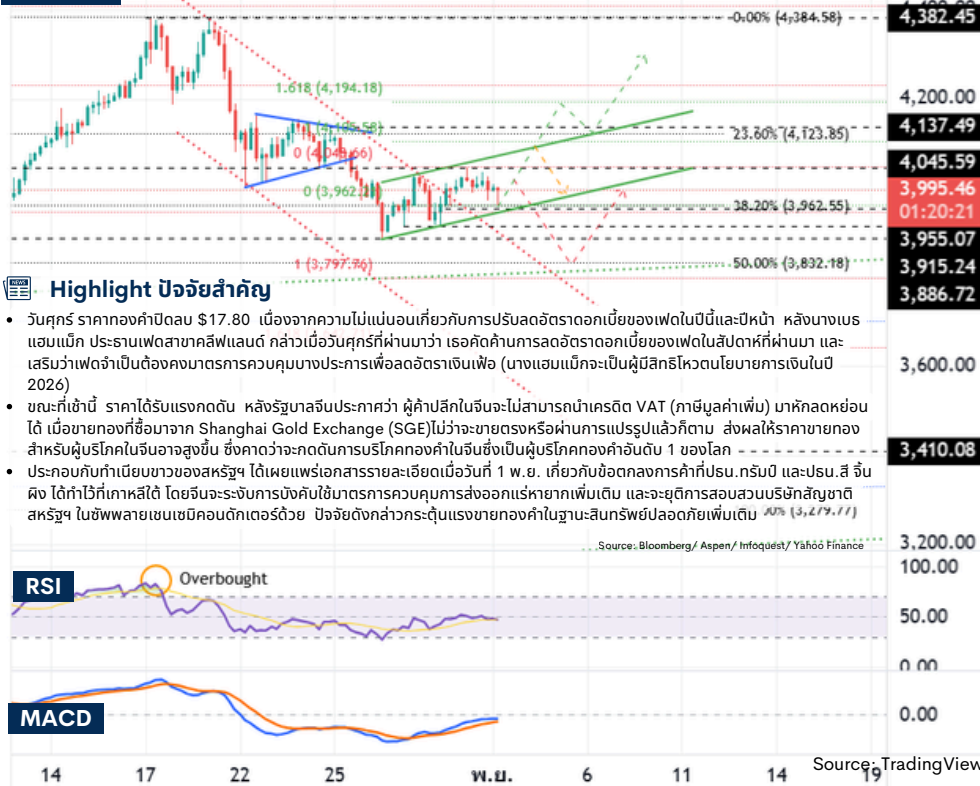 4,382.45
0.00% (4,384.58)
1.618 (4,194.18)
4,200.00
4,137.49
23.60% (4,123.85)
4,045.59
3,995.46
01:20:21
38.20% (3,962.55)
3,955.07
1 (3,797.76)
50.00% (3,832.18)
3,915.24
3,886.72
NEWS
Highlight ปัจจัยสำคัญ
• วันศุกร์ ราคาทองคำปิดลบ $17.80 เนื่องจากความไม่แน่นอนเกี่ยวกับการปรับลดอัตราดอกเบี้ยของเฟดในปีนี้และปีหน้า หลังนางเบธ
แฮมแม็ก ประธานเฟดสาขาคลีฟแลนด์ กล่าวเมื่อวันศุกร์ที่ผ่านมาว่า เธอคัดค้านการลดอัตราดอกเบี้ยของเฟดในสัปดาห์ที่ผ่านมา และ
เสริมว่าเฟดจำเป็นต้องคงมาตรการควบคุมบางประการเพื่อลดอัตราเงินเฟ้อ (นางแฮมแม็กจะเป็นผู้มีสิทธิโหวตนโยบายการเงินในปี
2026)
• ขณะที่เช้านี้ ราคาได้รับแรงกดดัน หลังรัฐบาลจีนประกาศว่า ผู้ค้าปลีกในจีนจะไม่สามารถนำเครดิต VAT (ภาษีมูลค่าเพิ่ม) มาหักลดหย่อน
ได้ เมื่อขายทองที่ซื้อมาจาก Shanghai Gold Exchange (SGE)ไม่ว่าจะขายตรงหรือผ่านการแปรรูปแล้วก็ตาม ส่งผลให้ราคาขายทอง
สำหรับผู้บริโภคในจีนอาจสูงขึ้น ซึ่งคาดว่าจะกดดันการบริโภคทองคำในจีนซึ่งเป็นผู้บริโภคทองคำอันดับ 1 ของโลก
• ประกอบกับทำเนียบขาวของสหรัฐฯ ได้เผยแพร่เอกสารรายละเอียดเมื่อวันที่ 1 พ.ย. เกี่ยวกับข้อตกลงการค้าที่ปธน.ทรัมป์ และปธน.สี จิ้น
ผิง ได้ทำไว้ที่เกาหลีใต้ โดยจีนจะระงับการบังคับใช้มาตรการควบคุมการส่งออกแร่หายากเพิ่มเติม และจะยุติการสอบสวนบริษัทสัญชาติ
สหรัฐฯ ในซัพพลายเชนเซมิคอนดักเตอร์ด้วย ปัจจัยดังกล่าวกระตุ้นแรงขายทองคำในฐานะสินทรัพย์ปลอดภัยเพิ่มเติม
3,600.00
3,410.08
(3,279.77)
3,200.00
Source: Bloomberg/ Aspen/ Infoquest/ Yahoo Finance
100.00
RSI
Overbought
50.00
0.00
MACD
0.00
Source: TradingView
14 17 22 25 พ.ย. 6 11 14 19